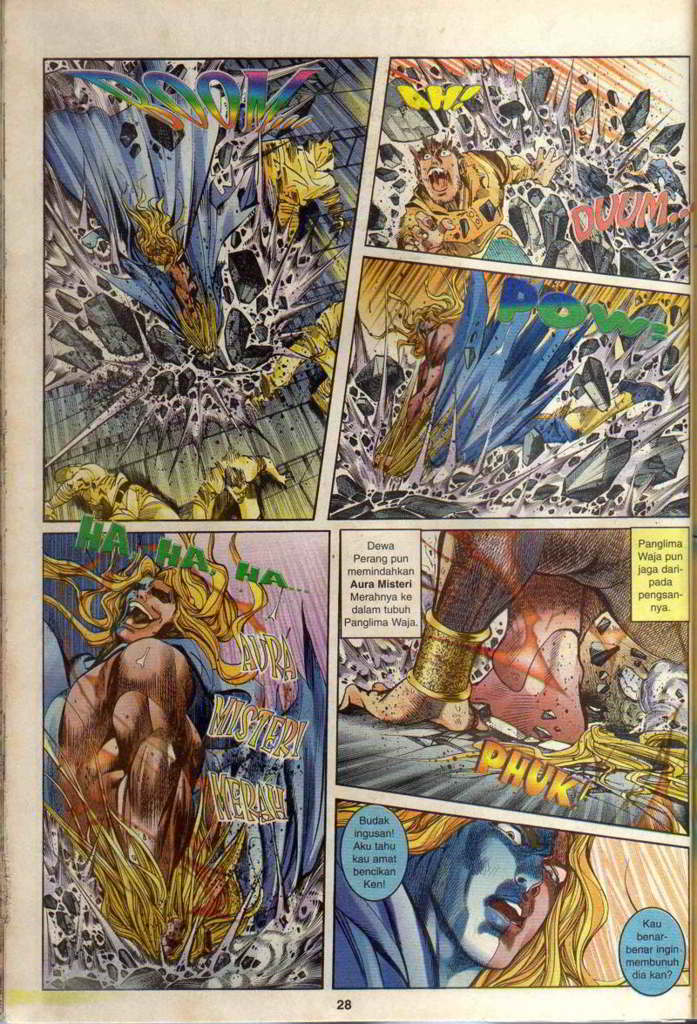 BOOM...
AH!
DUUM...
POW!
HA, HA, HA...
AURA
MISTERI
MERAH
Dewa
Perang pun
memindahkan
Aura Misteri
Merahnya ke
dalam tubuh
Panglima Waja.
Panglima
Waja pun
jaga dari-
pada
pengsan-
nya.
PHUK
Budak
ingusan!
Aku tahu
kau amat
bencikan
Ken!
Kau
benar-
benar ingin
membunuh
dia kan?
28